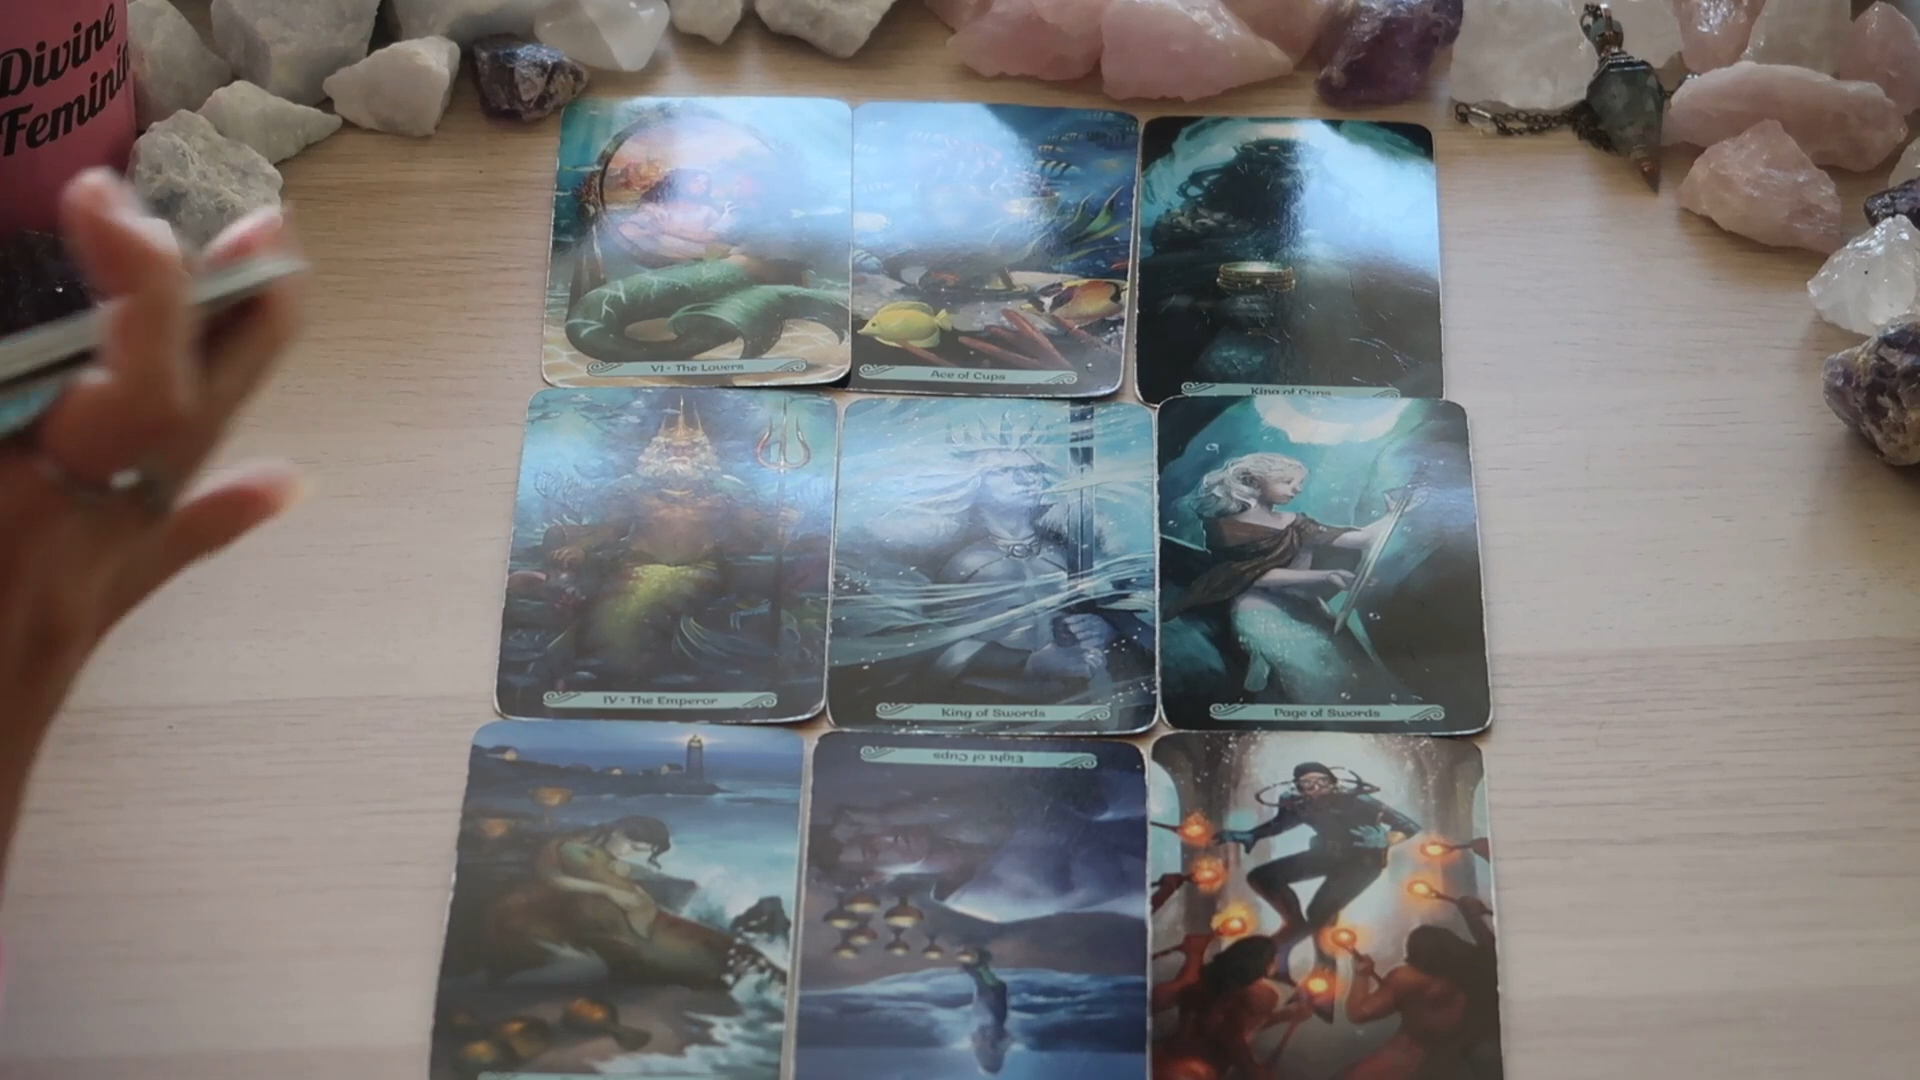 Divine
Feminin
VI • The Lovers
Ace of Cups
King of Cups
IV • The Emperor
King of Swords
Page of Swords
Eight of Cups